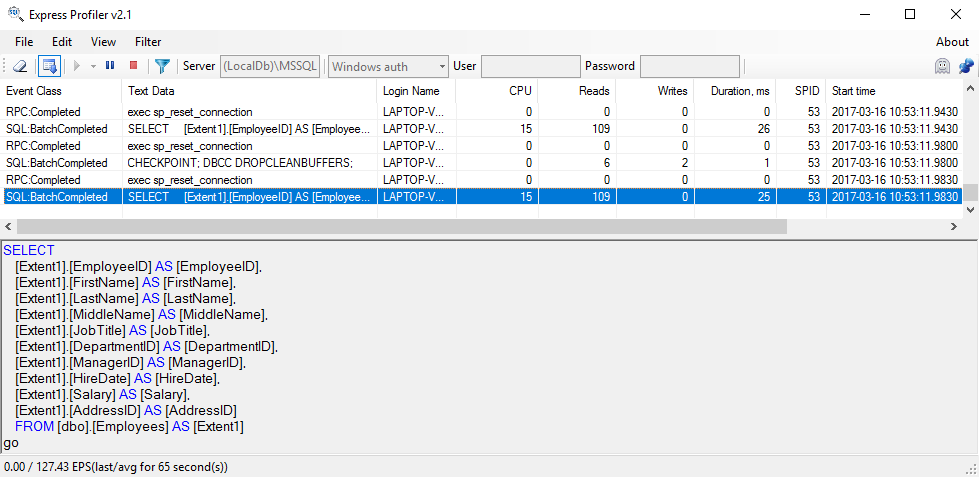 Express Profiler v2.1
File Edit View Filter About
Server (LocalDb)\MSSQL Windows auth User Password
Event Class Text Data Login Name CPU Reads Writes Duration, ms SPID Start time
RPC:Completed exec sp_reset_connection LAPTOP-V... 0 0 0 0 53 2017-03-16 10:53:11.9430
SQL:BatchCompleted SELECT [Extent1].[EmployeeID] AS [Employee... LAPTOP-V... 15 109 0 26 53 2017-03-16 10:53:11.9430
RPC:Completed exec sp_reset_connection LAPTOP-V... 0 0 0 0 53 2017-03-16 10:53:11.9800
SQL:BatchCompleted CHECKPOINT; DBCC DROPCLEANBUFFERS; LAPTOP-V... 0 6 2 1 53 2017-03-16 10:53:11.9800
RPC:Completed exec sp_reset_connection LAPTOP-V... 0 0 0 0 53 2017-03-16 10:53:11.9830
SQL:BatchCompleted SELECT [Extent1].[EmployeeID] AS [Employee... LAPTOP-V... 15 109 0 25 53 2017-03-16 10:53:11.9830
SELECT
[Extent1].[EmployeeID] AS [EmployeeID],
[Extent1].[FirstName] AS [FirstName],
[Extent1].[LastName] AS [LastName],
[Extent1].[MiddleName] AS [MiddleName],
[Extent1].[JobTitle] AS [JobTitle],
[Extent1].[DepartmentID] AS [DepartmentID],
[Extent1].[ManagerID] AS [ManagerID],
[Extent1].[HireDate] AS [HireDate],
[Extent1].[Salary] AS [Salary],
[Extent1].[AddressID] AS [AddressID]
FROM [dbo].[Employees] AS [Extent1]
go
0.00 / 127.43 EPS(last/avg for 65 second(s))